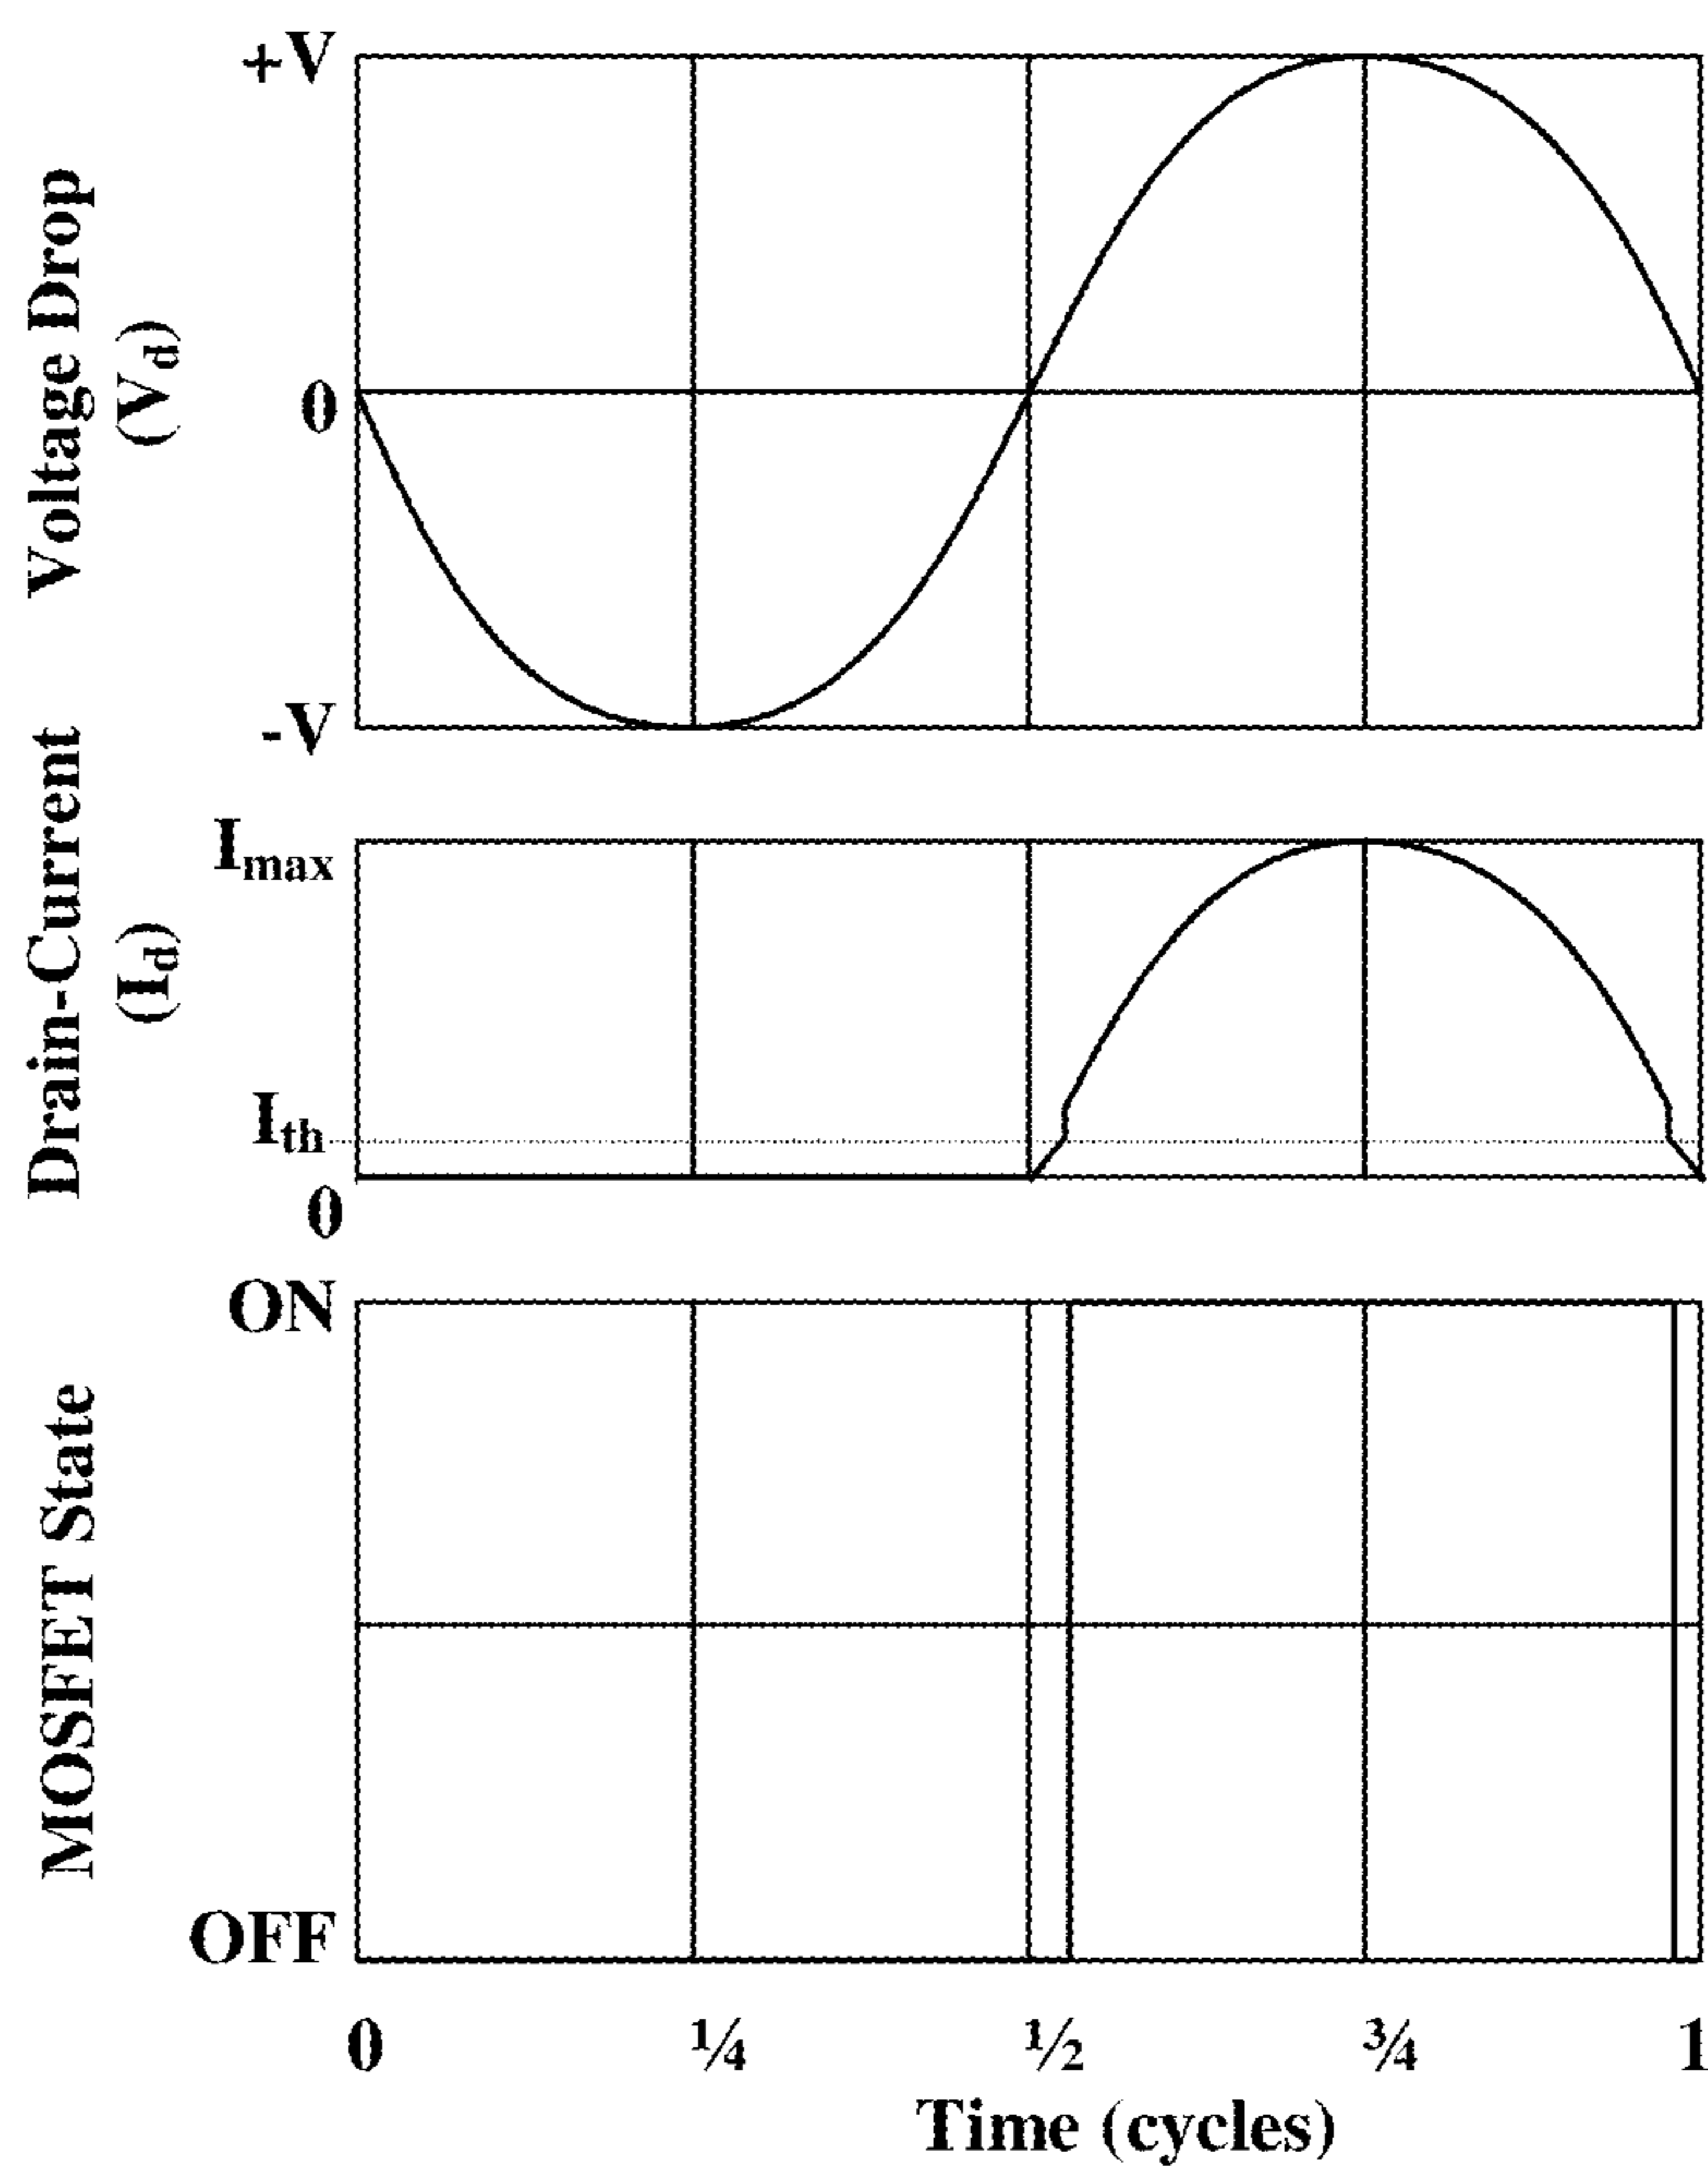 Voltage Drop
(Vd)
+V
0
-V
Drain-Current
(Id)
Imax
Ith
0
MOSFET State
ON
OFF
0 ¼ ½ ¾ 1
Time (cycles)